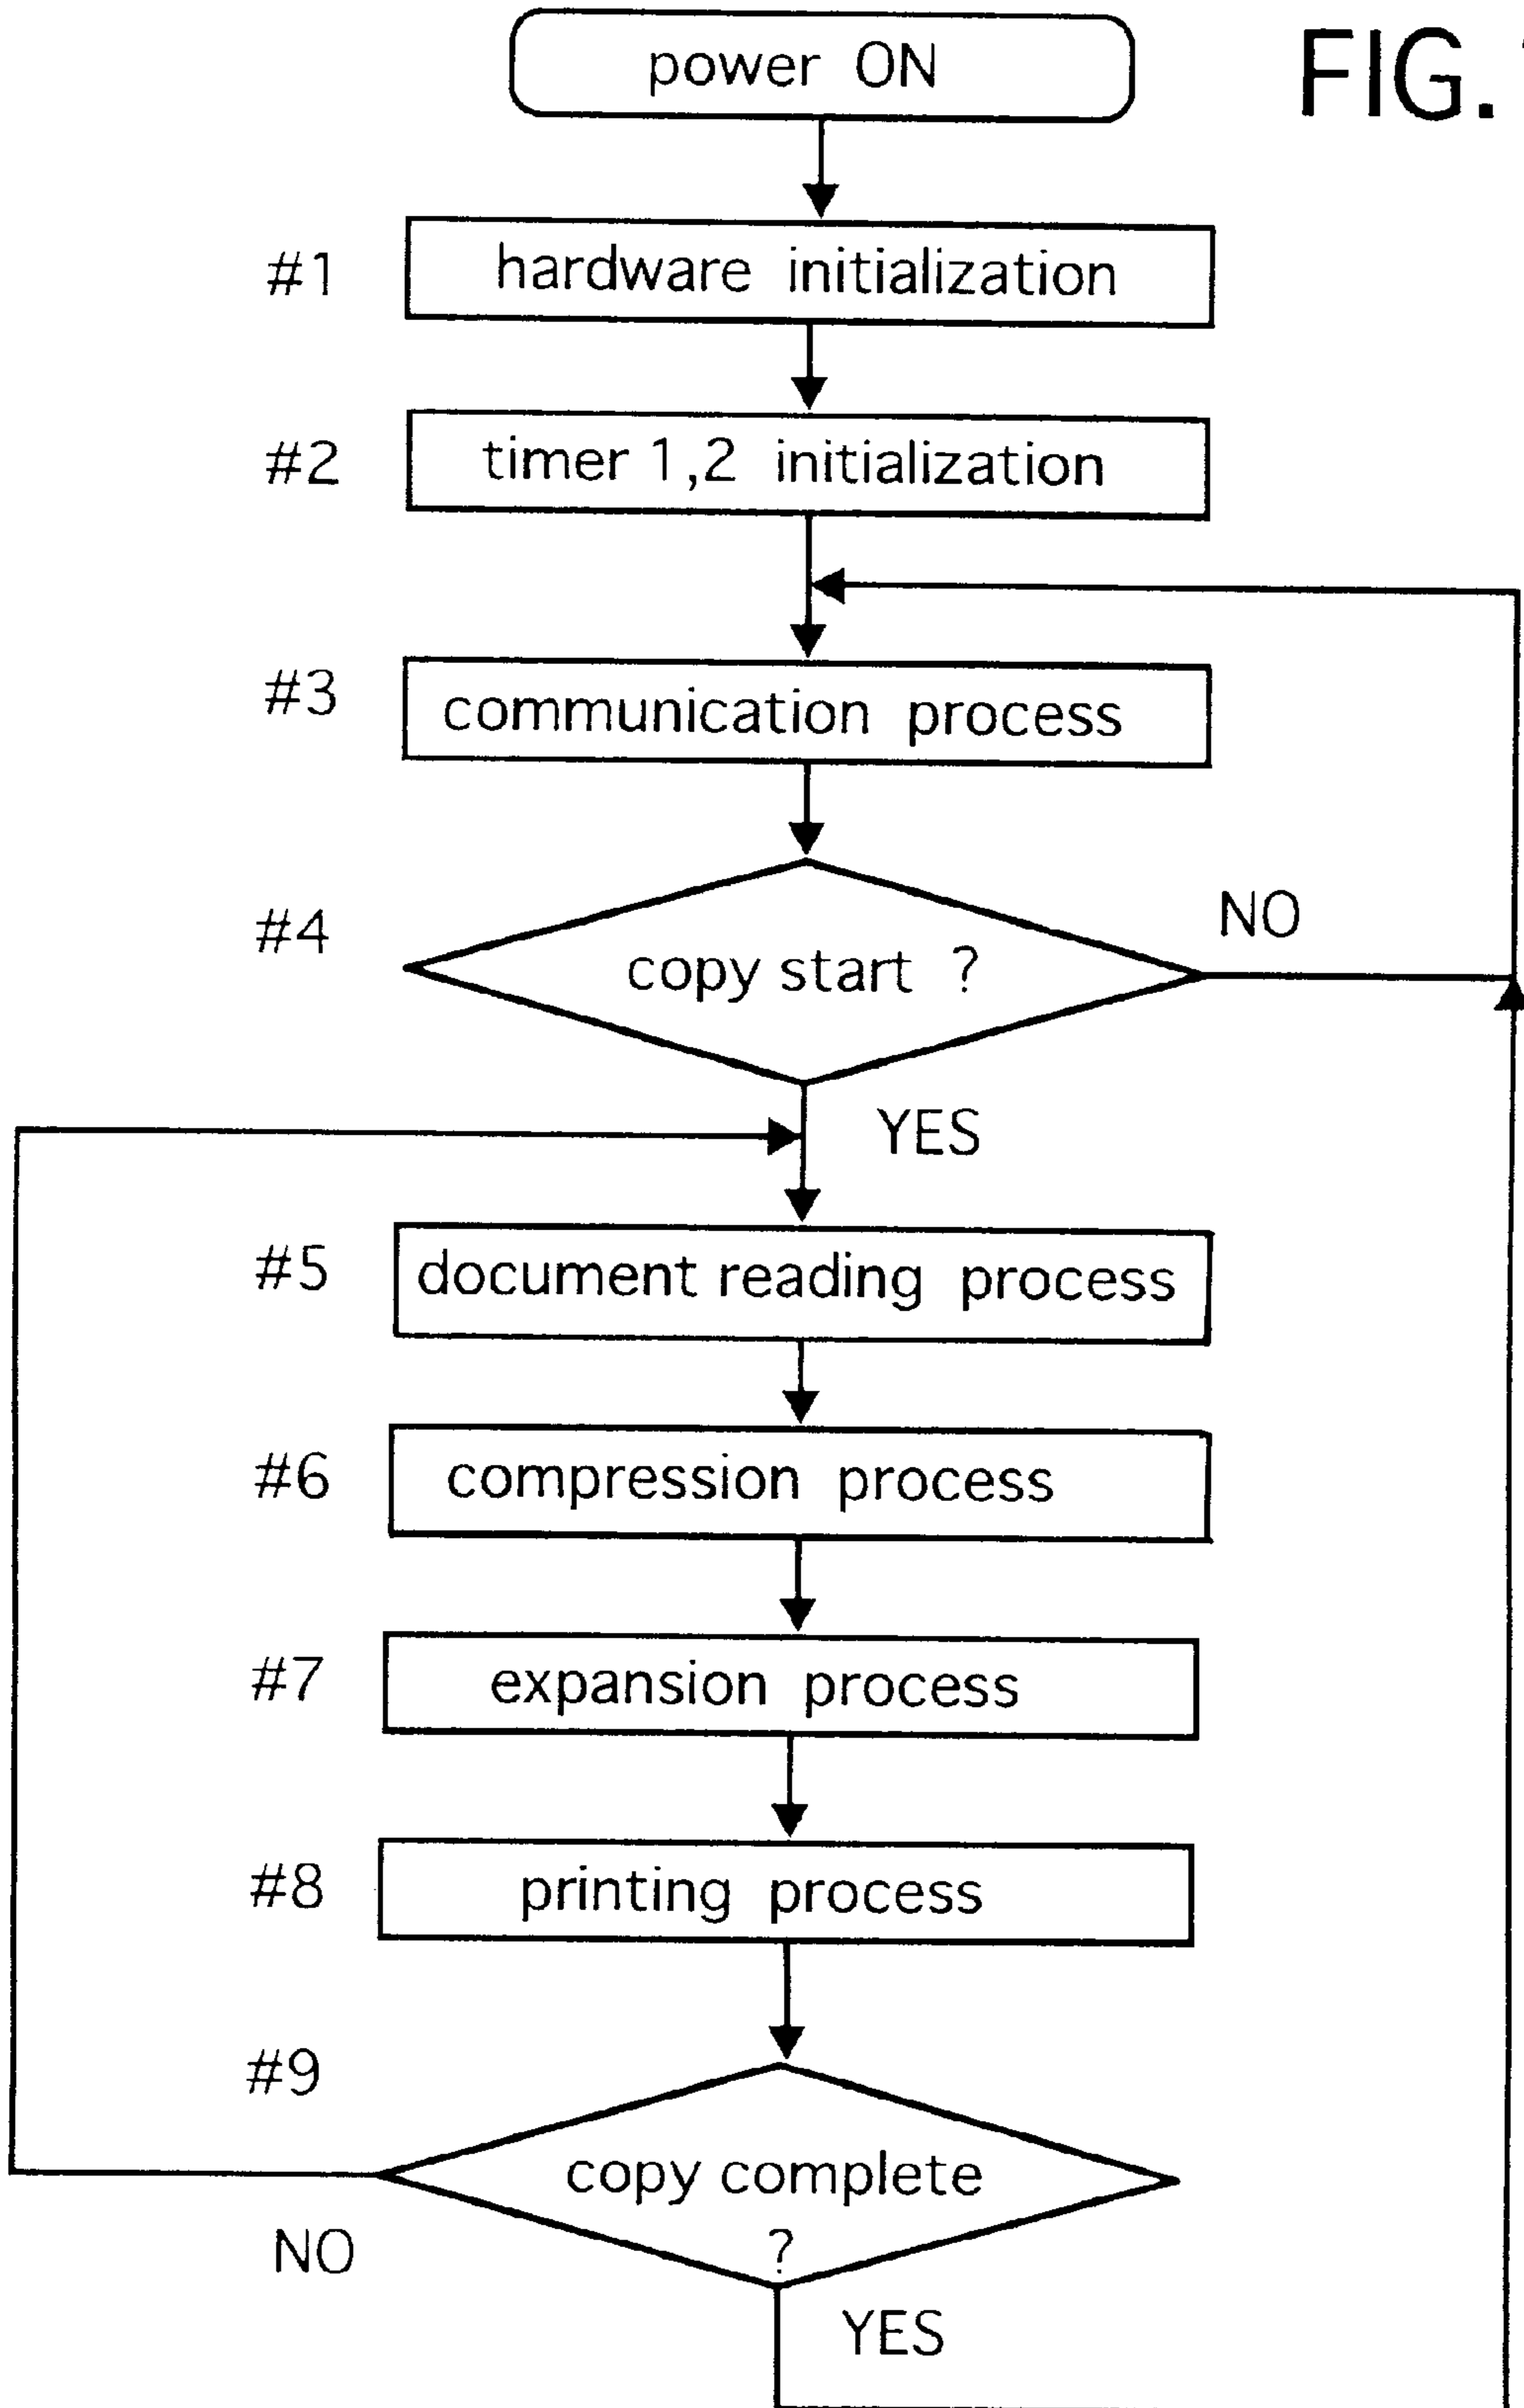 power ON
FIG.
#1
hardware initialization
#2
timer 1,2 initialization
#3
communication process
#4
copy start ?
NO
YES
#5
document reading process
#6
compression process
#7
expansion process
#8
printing process
#9
copy complete
?
NO
YES